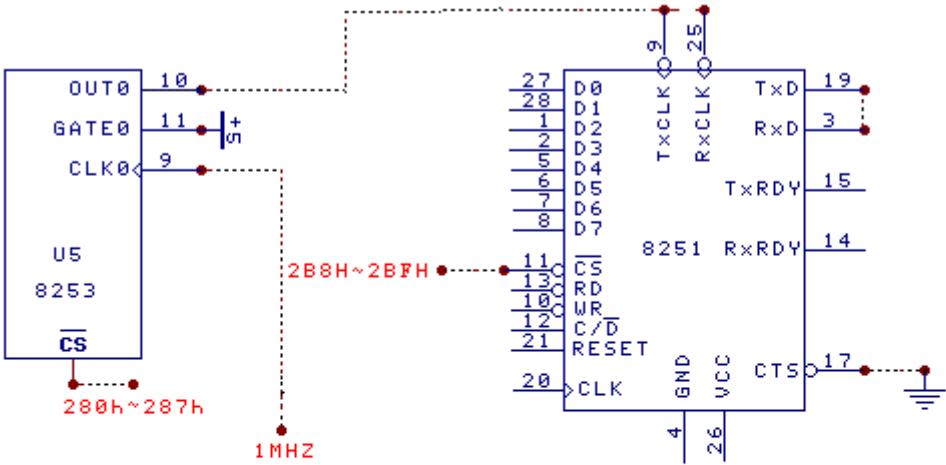 OUT0 10
GATE0 11 +5
CLK0 9
U5
8253
CS
280h~287h
1MHZ
9 25
TxCLK RxCLK
27 D0
28 D1
1 D2
2 D3
5 D4
6 D5
7 D6
8 D7
2B8H~2BFH
11 CS
13 RD
10 WR
12 C/D
21 RESET
20 CLK
8251
TxD 19
RxD 3
TxRDY 15
RxRDY 14
CTS 17
GND VCC
4 26